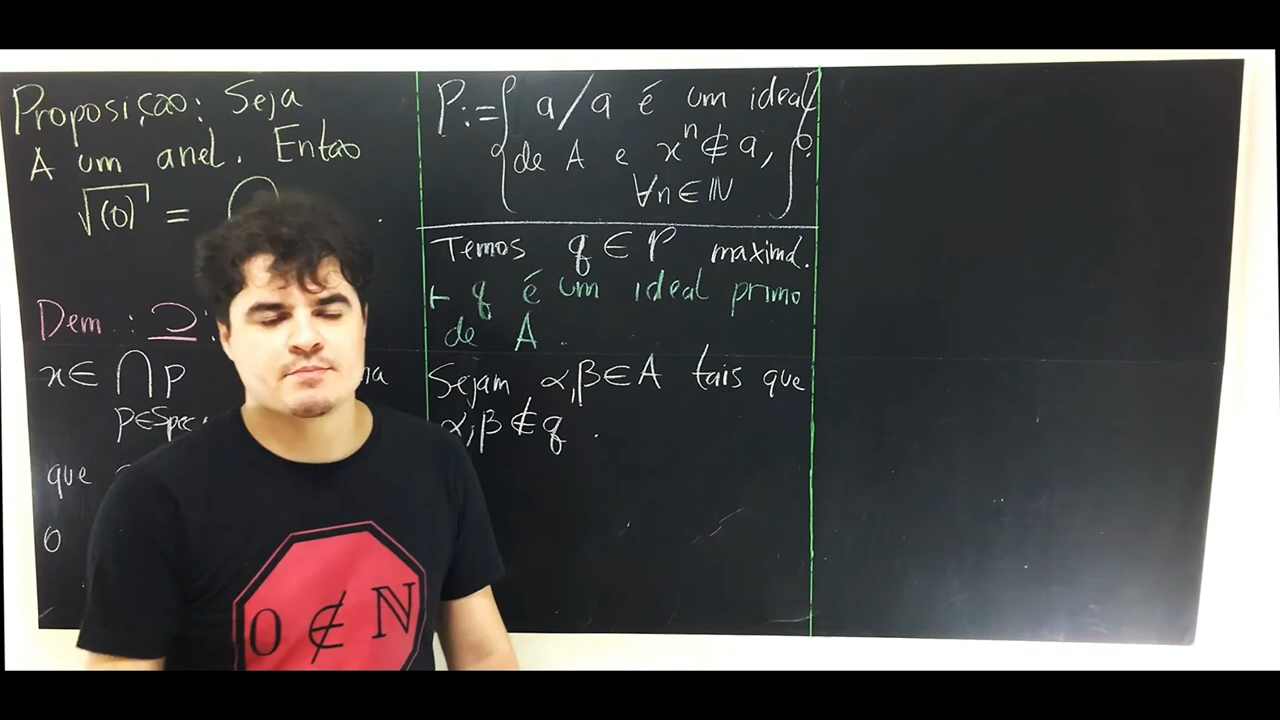 Proposição: Seja
A um anel. Então
√(0) = ⋂ .
Dem.: ⊇:
x ∈ ⋂ p
p∈Spec
que
0
P := { a / a é um ideal
de A e xⁿ ∉ a,
∀n ∈ ℕ }.
Temos q ∈ P maximal.
⊢ q é um ideal primo
de A.
Sejam α, β ∈ A tais que
α, β ∉ q.
0 ∉ ℕ